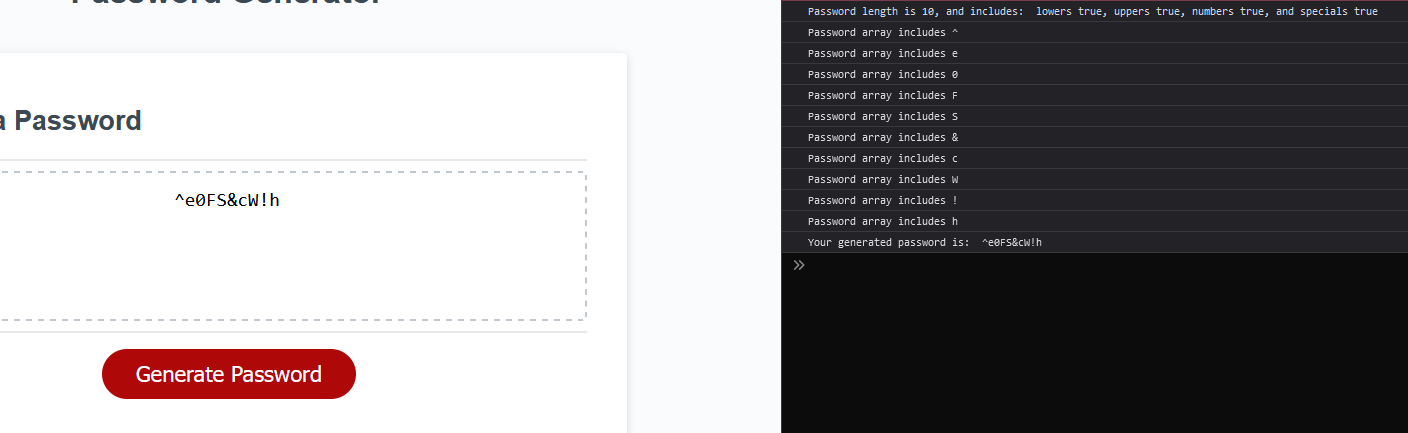 Password Generator
a Password
^e0FS&cW!h
Generate Password
Password length is 10, and includes:  lowers true, uppers true, numbers true, and specials true
Password array includes ^
Password array includes e
Password array includes 0
Password array includes F
Password array includes S
Password array includes &
Password array includes c
Password array includes W
Password array includes !
Password array includes h
Your generated password is:  ^e0FS&cW!h